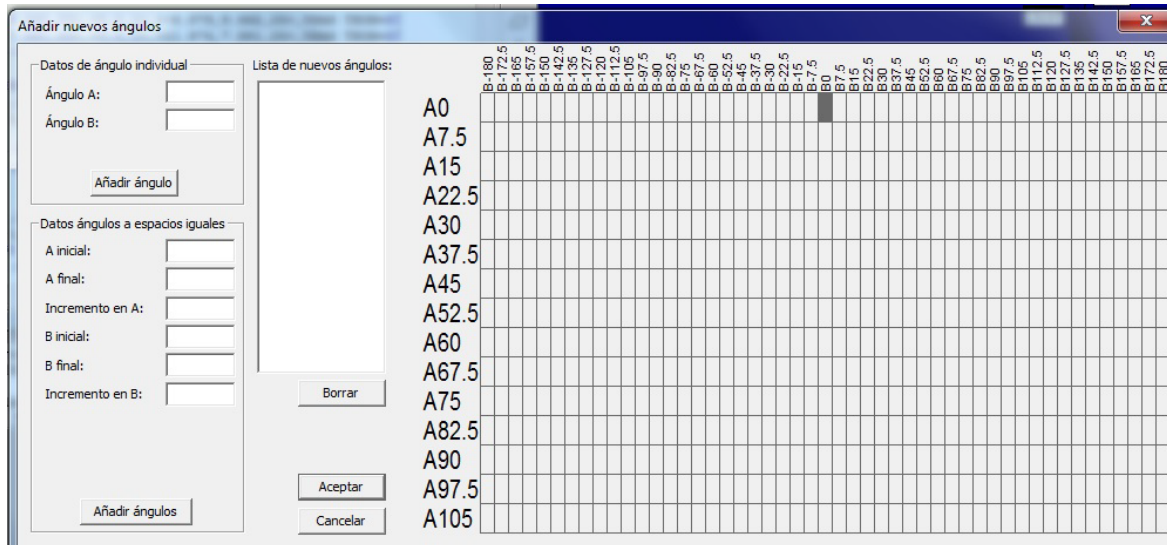 Añadir nuevos ángulos
Datos de ángulo individual
Ángulo A:
Ángulo B:
Añadir ángulo
Datos ángulos a espacios iguales
A inicial:
A final:
Incremento en A:
B inicial:
B final:
Incremento en B:
Añadir ángulos
Lista de nuevos ángulos:
Borrar
Aceptar
Cancelar
B-180
B-172.5
B-165
B-157.5
B-150
B-142.5
B-135
B-127.5
B-120
B-112.5
B-105
B-97.5
B-90
B-82.5
B-75
B-67.5
B-60
B-52.5
B-45
B-37.5
B-30
B-22.5
B-15
B-7.5
B0
B7.5
B15
B22.5
B30
B37.5
B45
B52.5
B60
B67.5
B75
B82.5
B90
B97.5
B105
B112.5
B120
B127.5
B135
B142.5
B150
B157.5
B165
B172.5
B180
A0
A7.5
A15
A22.5
A30
A37.5
A45
A52.5
A60
A67.5
A75
A82.5
A90
A97.5
A105